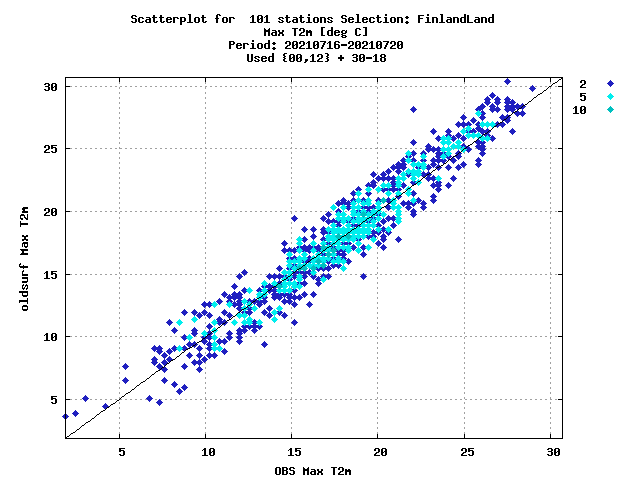 Scatterplot for  101 stations Selection: FinlandLand
Max T2m [deg C]
Period: 20210716-20210720
Used {00,12} + 30-18
2
5
10
30
25
20
15
10
5
oldsurf Max T2m
5 10 15 20 25 30
OBS Max T2m